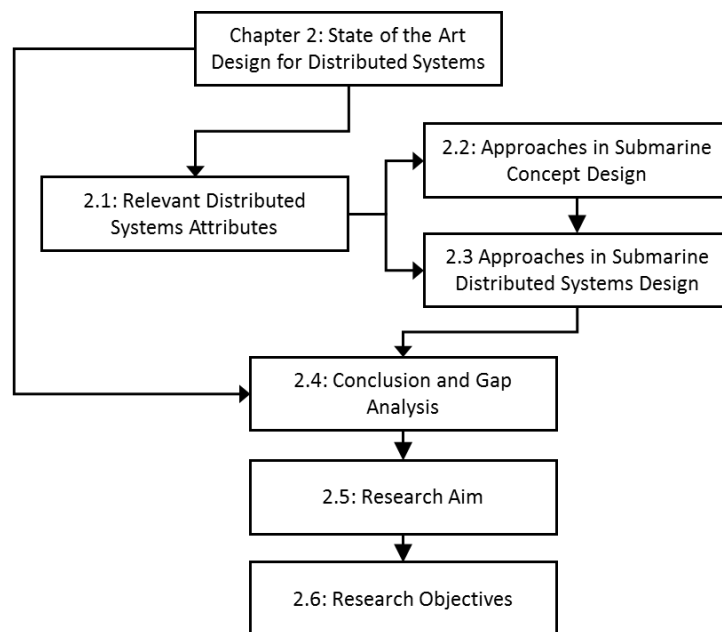 Chapter 2: State of the Art
Design for Distributed Systems
2.1: Relevant Distributed
Systems Attributes
2.2: Approaches in Submarine
Concept Design
2.3 Approaches in Submarine
Distributed Systems Design
2.4: Conclusion and Gap
Analysis
2.5: Research Aim
2.6: Research Objectives